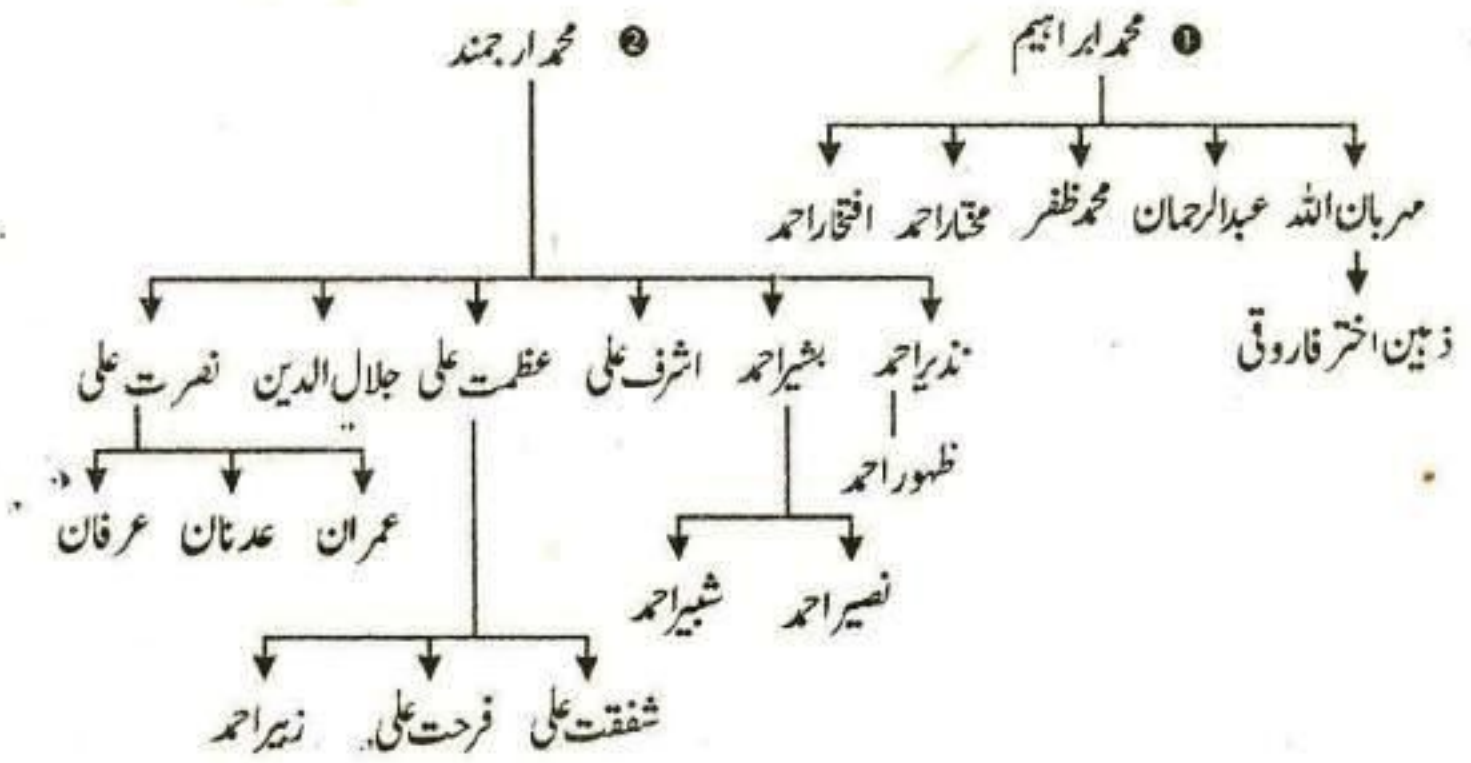 ❶ محمد ابراہیم
❷ محمد ارجمند
مہربان اللہ عبدالرحمان محمد ظفر مختار احمد افتخار احمد
ذہین اختر فاروقی
نذیر احمد بشیر احمد اشرف علی عظمت علی جلال الدین نصرت علی
ظہور احمد
عمران عدنان عرفان
نصیر احمد شبیر احمد
شفقت علی فرحت علی زبیر احمد